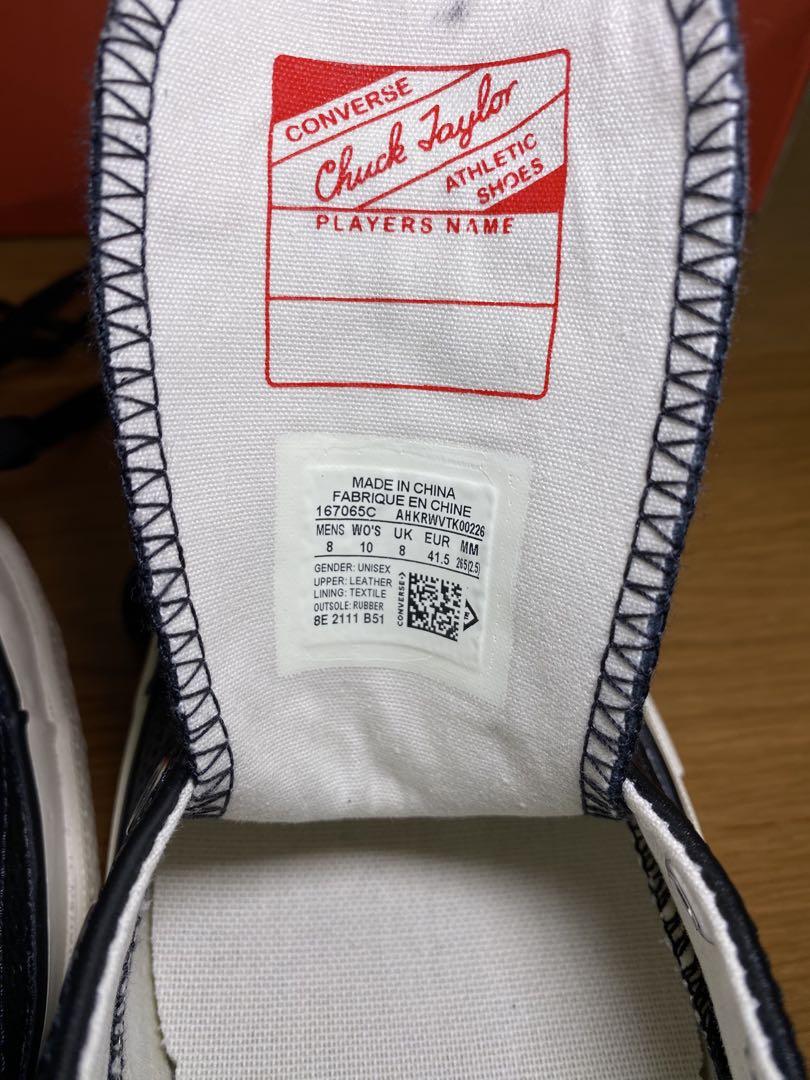 CONVERSE
Chuck Taylor
ATHLETIC
SHOES
PLAYERS NAME
MADE IN CHINA
FABRIQUE EN CHINE
167065C AHKRWVTK00226
MENS WO'S UK EUR MM
8 10 8 41.5 265(2.5)
GENDER: UNISEX
UPPER: LEATHER
LINING: TEXTILE
OUTSOLE: RUBBER
8E 2111 B51
CONVERSE